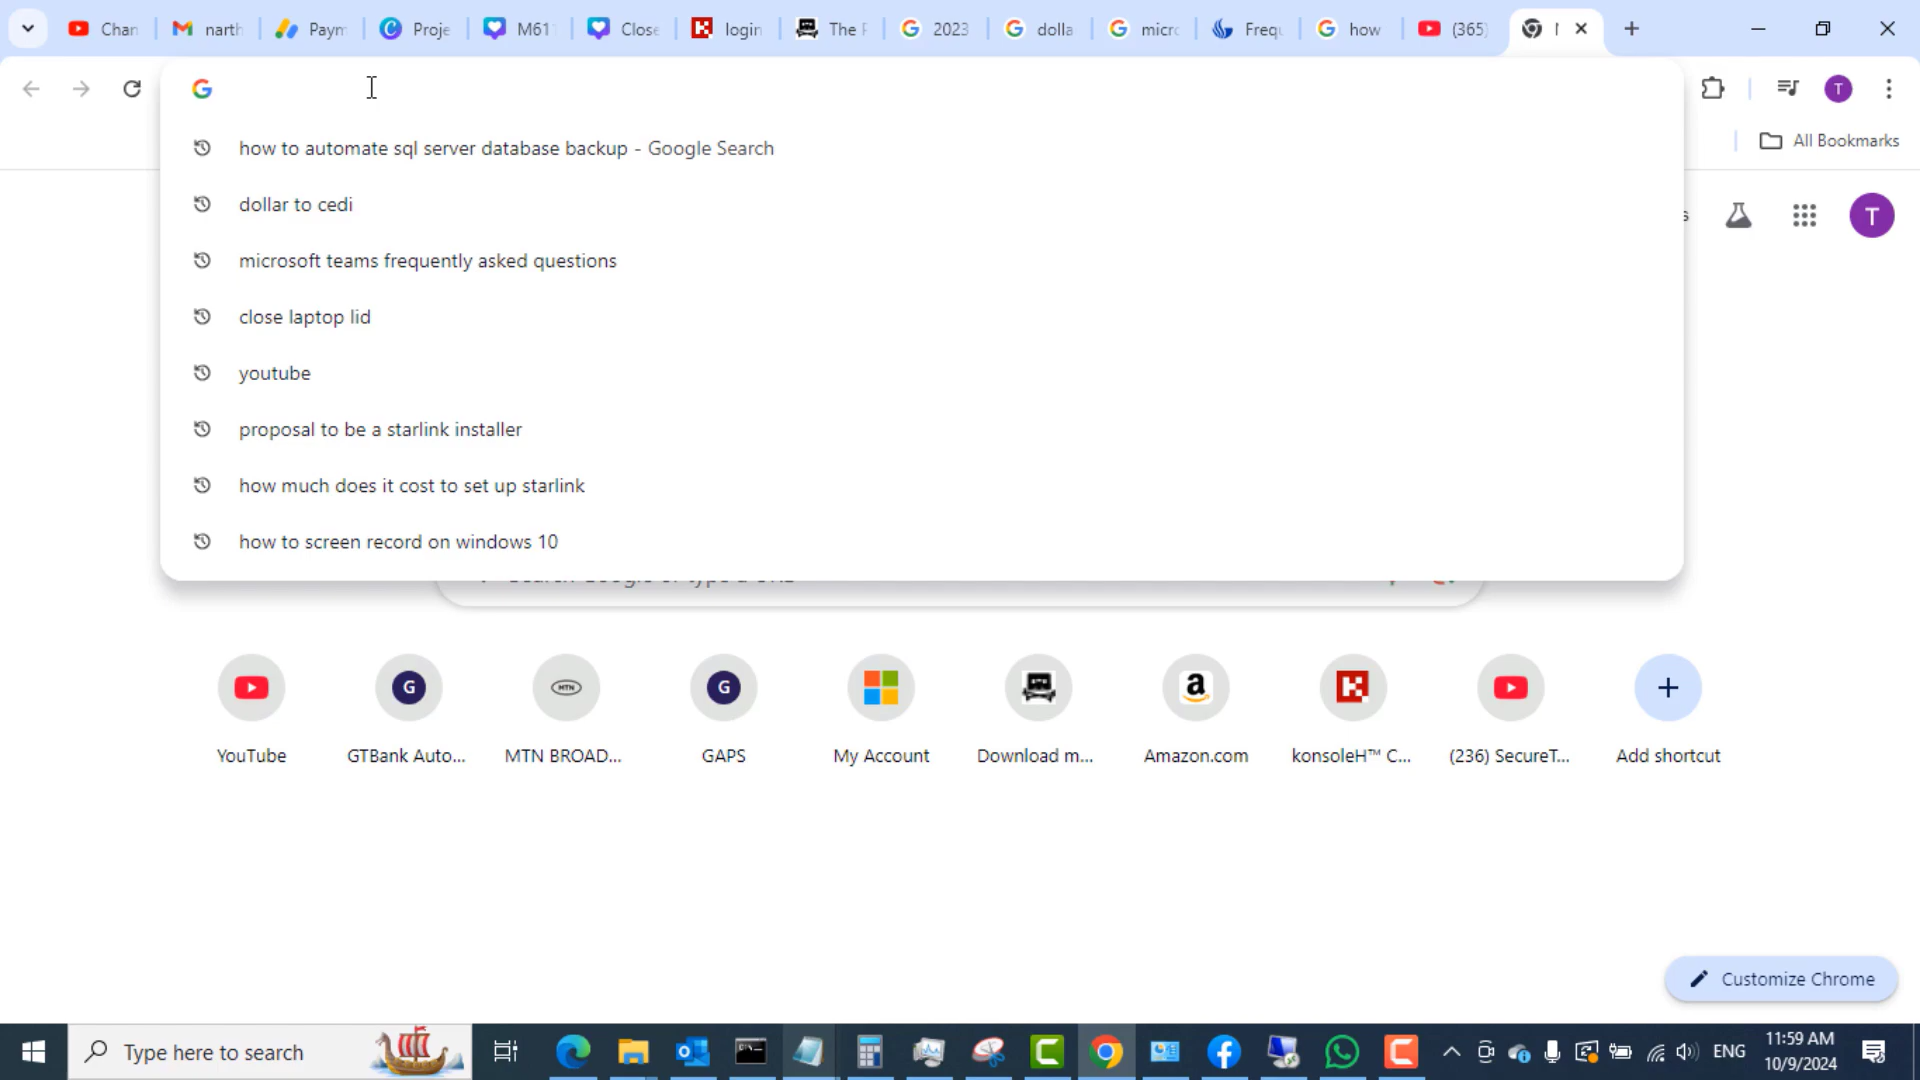 Chan
narth
Paym
Proje
M611
Close
login
The F
2023
dolla
micro
Frequ
how
(365)
T
All Bookmarks
how to automate sql server database backup - Google Search
dollar to cedi
microsoft teams frequently asked questions
close laptop lid
youtube
proposal to be a starlink installer
how much does it cost to set up starlink
how to screen record on windows 10
T
YouTube
G
GTBank Auto...
MTN
MTN BROAD...
G
GAPS
My Account
Download m...
a
Amazon.com
konsoleH™ C...
(236) SecureT...
Add shortcut
Customize Chrome
Type here to search
ENG
11:59 AM
10/9/2024